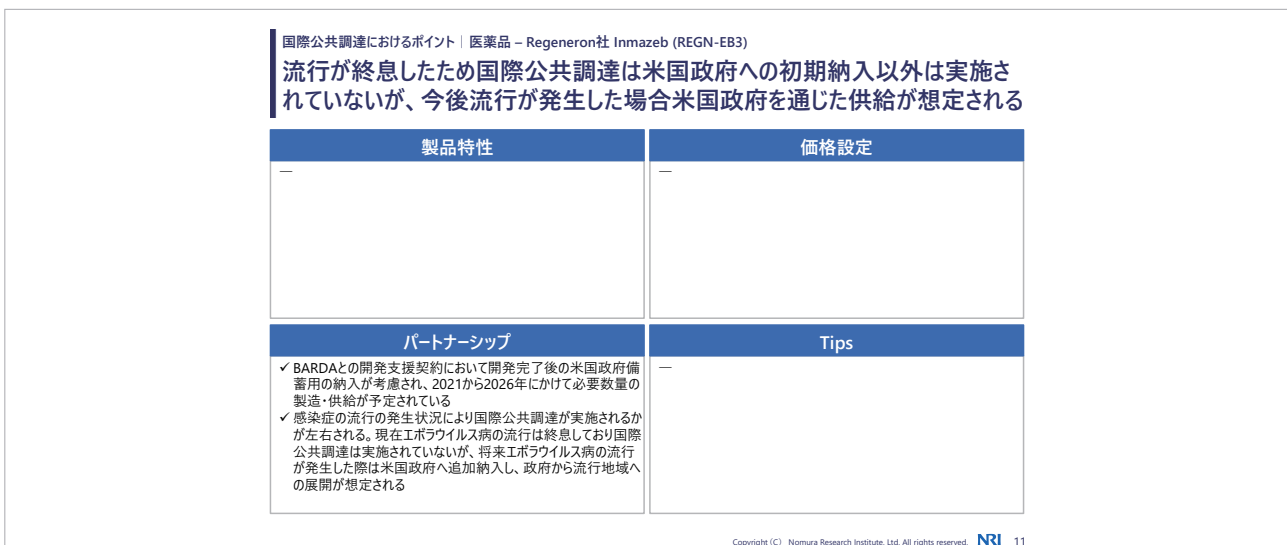 国際公共調達におけるポイント｜医薬品 – Regeneron社 Inmazeb (REGN-EB3)
流行が終息したため国際公共調達は米国政府への初期納入以外は実施さ
れていないが、今後流行が発生した場合米国政府を通じた供給が想定される
製品特性
—
価格設定
—
パートナーシップ
✓ BARDAとの開発支援契約において開発完了後の米国政府備
蓄用の納入が考慮され、2021から2026年にかけて必要数量の
製造・供給が予定されている
✓ 感染症の流行の発生状況により国際公共調達が実施されるか
が左右される。現在エボラウイルス病の流行は終息しており国際
公共調達は実施されていないが、将来エボラウイルス病の流行
が発生した際は米国政府へ追加納入し、政府から流行地域へ
の展開が想定される
Tips
—
Copyright (C) Nomura Research Institute, Ltd. All rights reserved. NRI 11